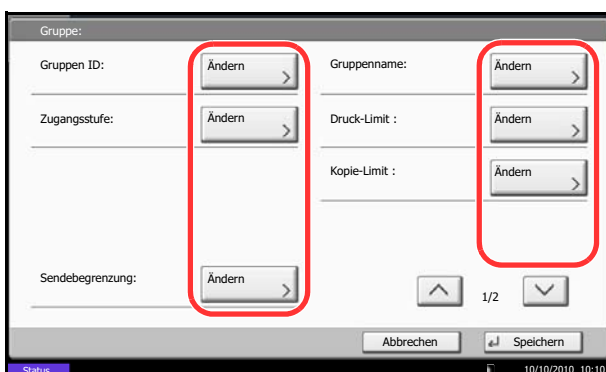 Gruppe:
Gruppen ID: Ändern Gruppenname: Ändern
Zugangsstufe: Ändern Druck-Limit : Ändern
Kopie-Limit : Ändern
Sendebegrenzung: Ändern
1/2
Abbrechen Speichern
Status 10/10/2010 10:10